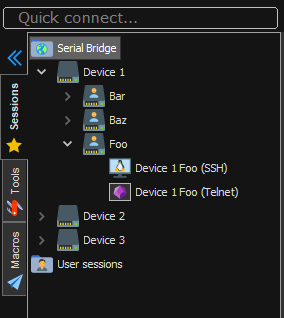 Quick connect...
Serial Bridge
Device 1
Bar
Baz
Foo
Device 1 Foo (SSH)
Device 1 Foo (Telnet)
Device 2
Device 3
User sessions
Sessions
Tools
Macros